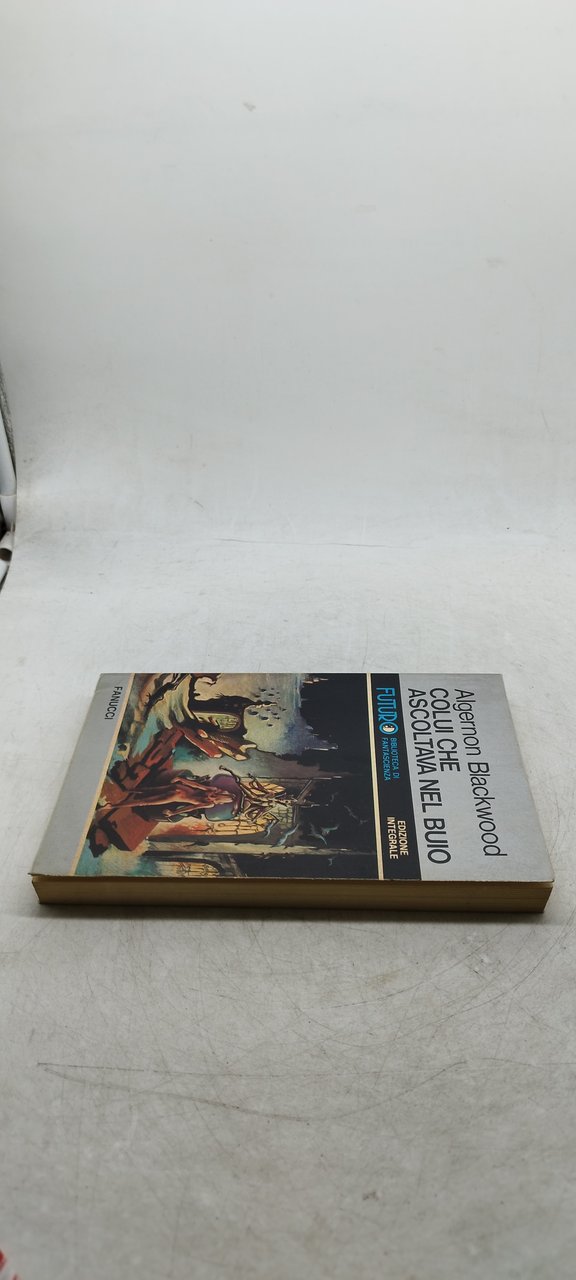 Algernon Blackwood
COLUI CHE
ASCOLTAVA NEL BUIO
FUTURO BIBLIOTECA DI
FANTASCIENZA
EDIZIONE
INTEGRALE
FANUCCI